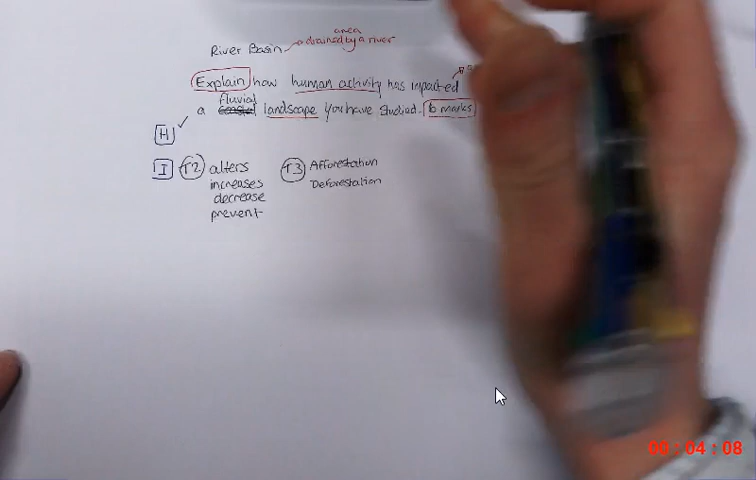 area
River Basin → drained by a river
Explain how human activity has impacted
fluvial
a coastal landscape you have studied. 6 marks
H ✓
I T2 alters T3 Afforestation
increases Deforestation
decrease
prevent
00:04:08